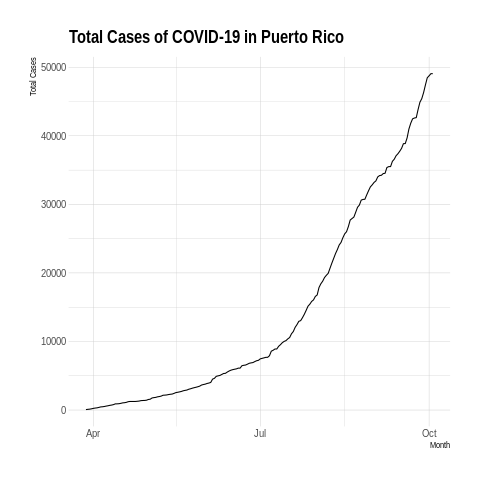 Total Cases of COVID-19 in Puerto Rico
Total Cases
50000
40000
30000
20000
10000
0
Apr
Jul
Oct
Month